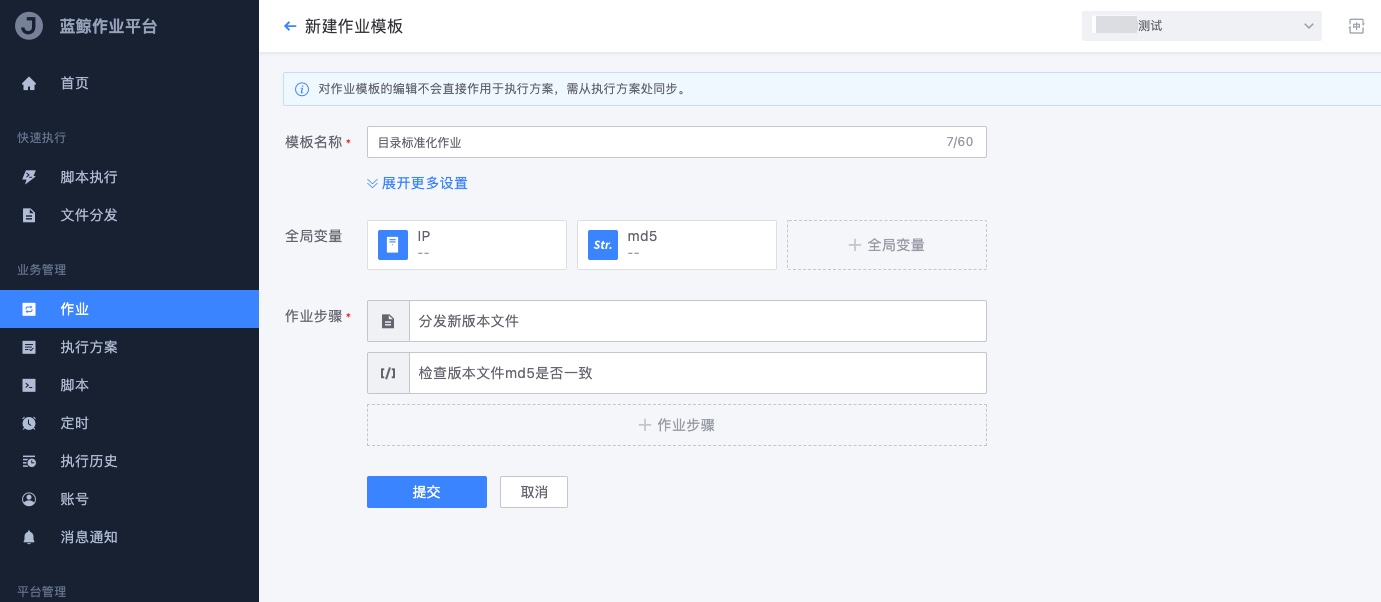 蓝鲸作业平台
首页
快速执行
脚本执行
文件分发
业务管理
作业
执行方案
脚本
定时
执行历史
账号
消息通知
平台管理
新建作业模板
测试
对作业模板的编辑不会直接作用于执行方案，需从执行方案处同步。
模板名称 * 目录标准化作业 7/60
展开更多设置
全局变量
IP
--
Str. md5
--
全局变量
作业步骤 * 分发新版本文件
[/] 检查版本文件md5是否一致
作业步骤
提交 取消